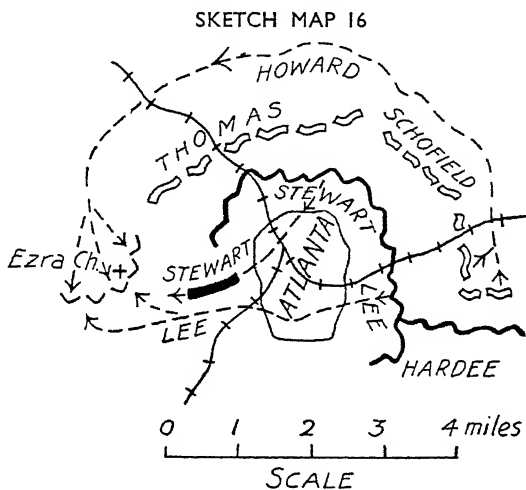 SKETCH MAP 16
HOWARD
THOMAS
SCHOFIELD
STEWART
Ezra Ch.
STEWART
ATLANTA
LEE
LEE
HARDEE
0 1 2 3 4 miles
SCALE